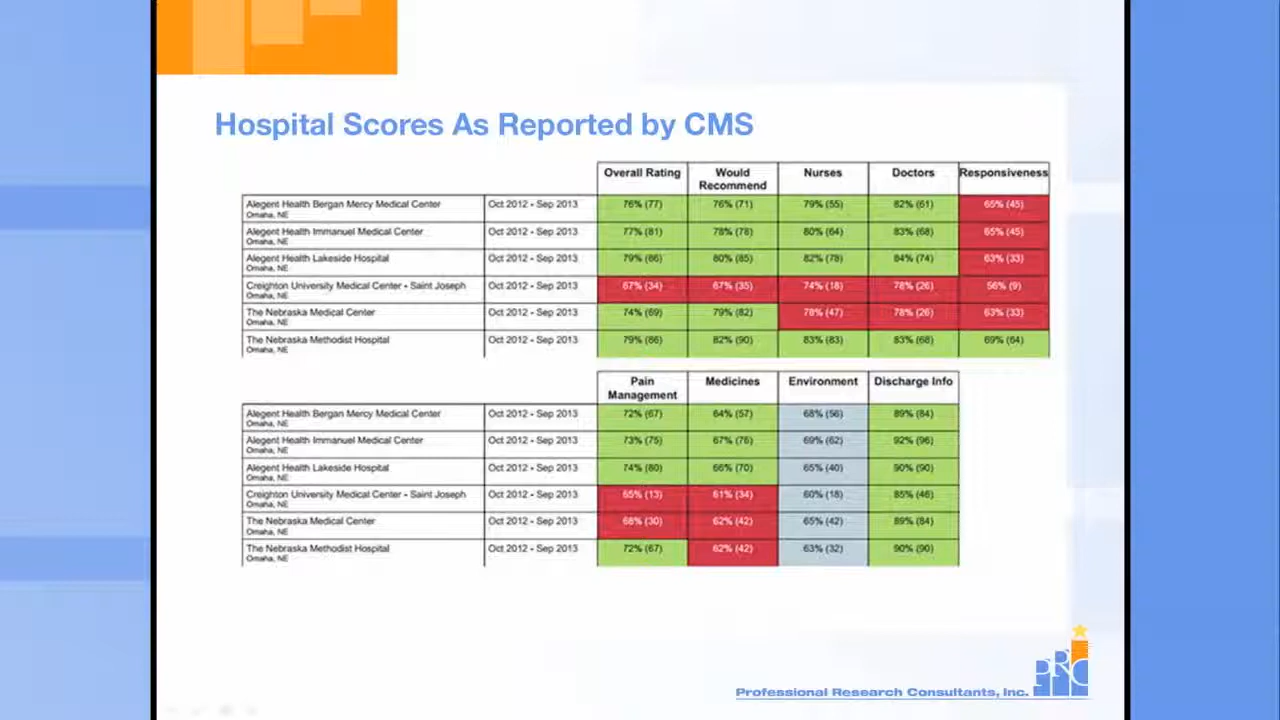 Hospital Scores As Reported by CMS
Overall Rating Would Recommend Nurses Doctors Responsiveness
Alegent Health Bergan Mercy Medical Center Oct 2012 - Sep 2013 76% (77) 76% (71) 79% (55) 82% (61) 65% (45)
Omaha, NE
Alegent Health Immanuel Medical Center Oct 2012 - Sep 2013 77% (81) 78% (78) 80% (64) 83% (68) 65% (45)
Omaha, NE
Alegent Health Lakeside Hospital Oct 2012 - Sep 2013 79% (86) 80% (85) 82% (78) 84% (74) 63% (33)
Omaha, NE
Creighton University Medical Center - Saint Joseph Oct 2012 - Sep 2013 67% (34) 67% (35) 74% (18) 78% (26) 56% (9)
Omaha, NE
The Nebraska Medical Center Oct 2012 - Sep 2013 74% (69) 79% (82) 78% (47) 78% (26) 63% (33)
Omaha, NE
The Nebraska Methodist Hospital Oct 2012 - Sep 2013 79% (86) 82% (90) 83% (83) 83% (68) 69% (64)
Omaha, NE
Pain Management Medicines Environment Discharge Info
Alegent Health Bergan Mercy Medical Center Oct 2012 - Sep 2013 72% (67) 64% (57) 68% (56) 89% (84)
Omaha, NE
Alegent Health Immanuel Medical Center Oct 2012 - Sep 2013 73% (75) 67% (76) 69% (62) 92% (96)
Omaha, NE
Alegent Health Lakeside Hospital Oct 2012 - Sep 2013 74% (80) 66% (70) 65% (40) 90% (90)
Omaha, NE
Creighton University Medical Center - Saint Joseph Oct 2012 - Sep 2013 65% (13) 61% (34) 60% (18) 85% (46)
Omaha, NE
The Nebraska Medical Center Oct 2012 - Sep 2013 68% (30) 62% (42) 65% (42) 89% (84)
Omaha, NE
The Nebraska Methodist Hospital Oct 2012 - Sep 2013 72% (67) 62% (42) 63% (32) 90% (90)
Omaha, NE
PRC
Professional Research Consultants, Inc.